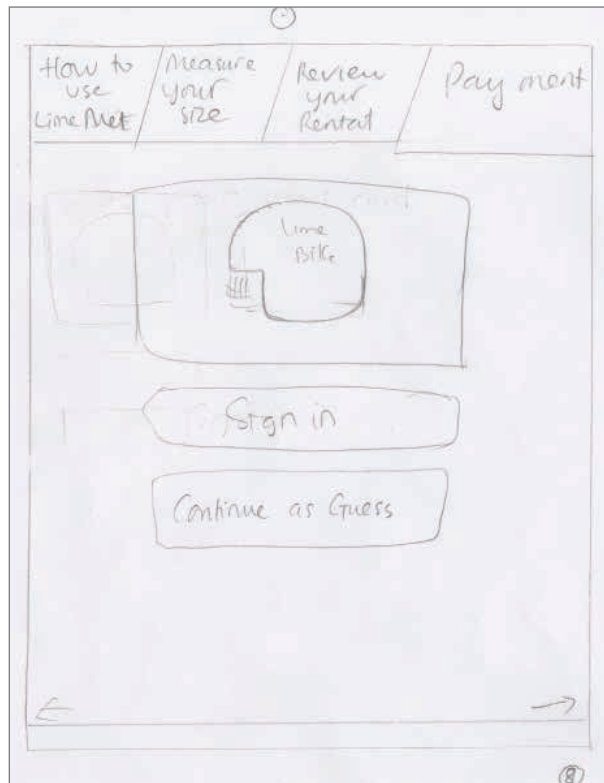 How to
use
Lime Met
Measure
your
size
Review
your
Rental
Payment
Lime
Bike
Sign in
Continue as Guess
8